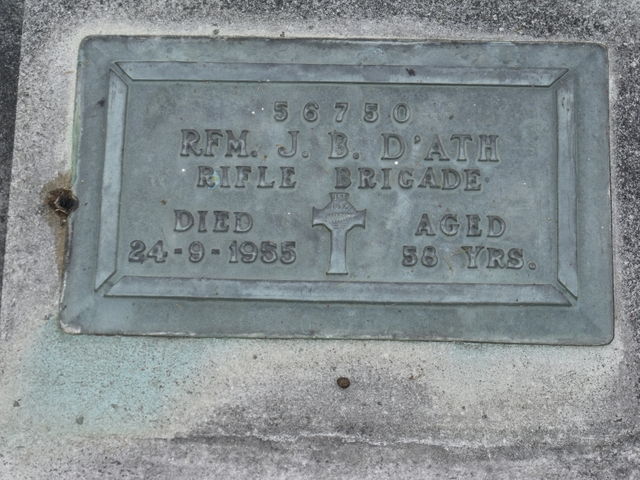 56750
RFM. J. B. D'ATH
RIFLE BRIGADE
DIED
24-9-1955
AGED
58 YRS.